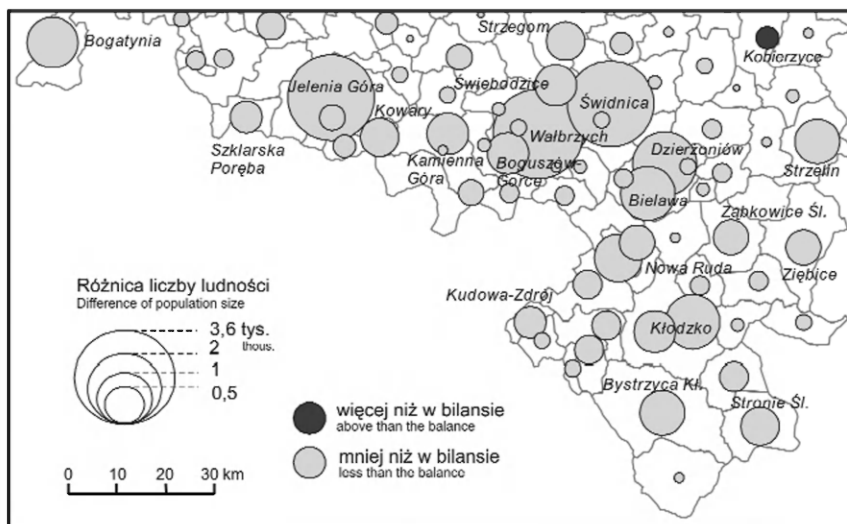 Bogatynia
Strzegom
Kobierzyce
Jelenia Góra
Świebodzice
Świdnica
Kowary
Szklarska
Poręba
Kamienna
Góra
Wałbrzych
Boguszów-
Gorce
Dzierżoniów
Strzelin
Bielawa
Ząbkowice Śl.
Nowa Ruda
Ziębice
Kudowa-Zdrój
Kłodzko
Bystrzyca Kł.
Stronie Śl.
Różnica liczby ludności
Difference of population size
3,6 tys.
2 thous.
1
0,5
więcej niż w bilansie
above than the balance
mniej niż w bilansie
less than the balance
0 10 20 30 km